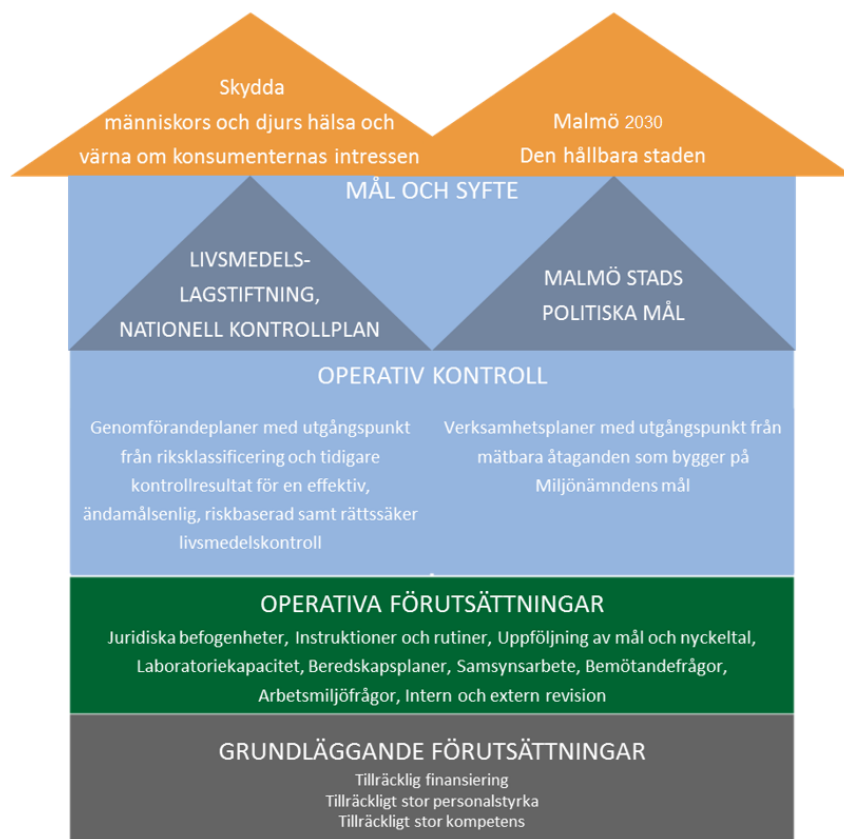 Skydda
människors och djurs hälsa och
värna om konsumenternas intressen
Malmö 2030
Den hållbara staden
MÅL OCH SYFTE
LIVSMEDELS-
LAGSTIFTNING,
NATIONELL KONTROLLPLAN
MALMÖ STADS
POLITISKA MÅL
OPERATIV KONTROLL
Genomförandeplaner med utgångspunkt
från riksklassificering och tidigare
kontrollresultat för en effektiv,
ändamålsenlig, riskbaserad samt rättssäker
livsmedelskontroll
Verksamhetsplaner med utgångspunkt från
mätbara åtaganden som bygger på
Miljönämndens mål
OPERATIVA FÖRUTSÄTTNINGAR
Juridiska befogenheter, Instruktioner och rutiner, Uppföljning av mål och nyckeltal,
Laboratoriekapacitet, Beredskapsplaner, Samsynsarbete, Bemötandefrågor,
Arbetsmiljöfrågor, Intern och extern revision
GRUNDLÄGGANDE FÖRUTSÄTTNINGAR
Tillräcklig finansiering
Tillräckligt stor personalstyrka
Tillräckligt stor kompetens